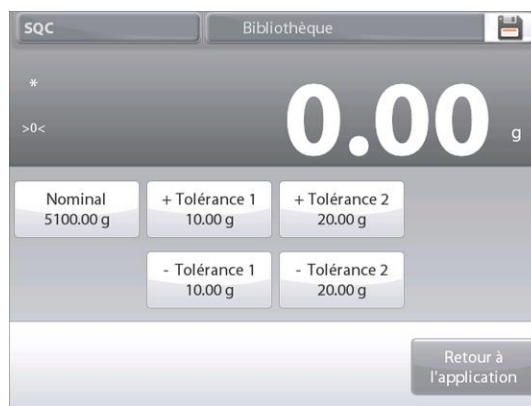 SQC
Bibliothèque
*
>0<
0.00 g
Nominal
5100.00 g
+ Tolérance 1
10.00 g
+ Tolérance 2
20.00 g
- Tolérance 1
10.00 g
- Tolérance 2
20.00 g
Retour à
l'application